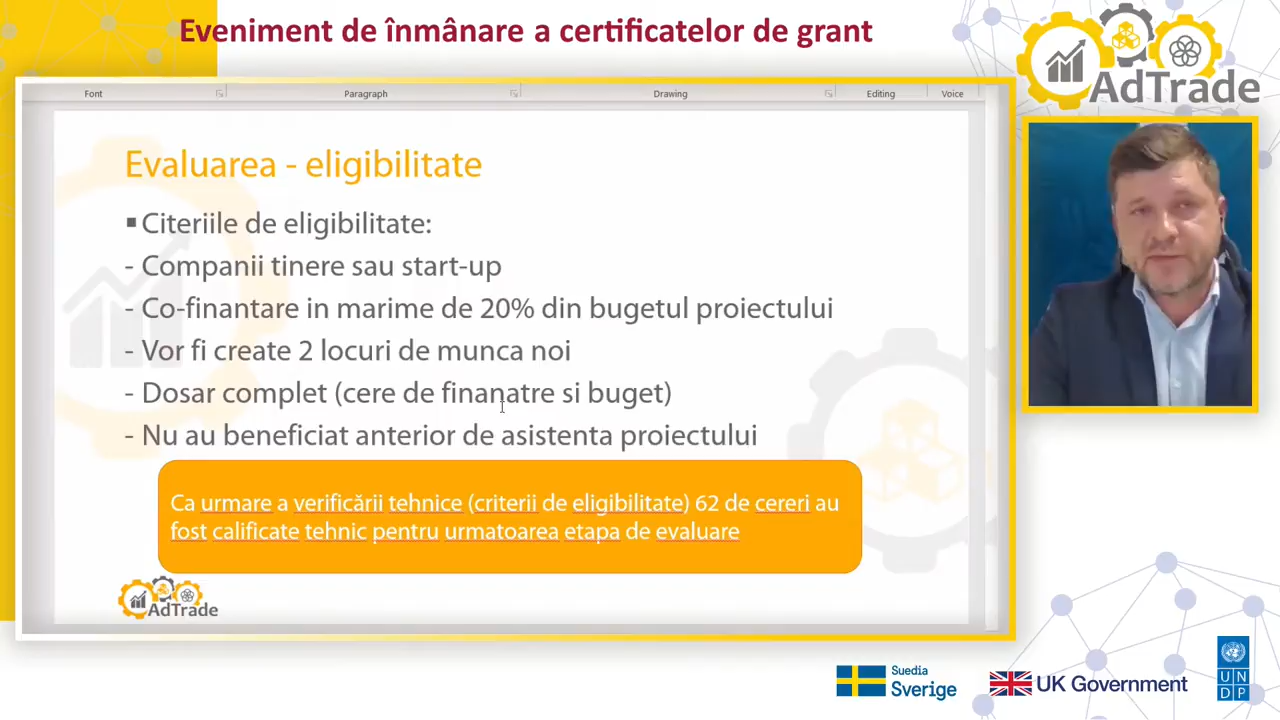 Eveniment de înmânare a certificatelor de grant
AdTrade
Font
Paragraph
Drawing
Editing
Voice
Evaluarea - eligibilitate
▪Citeriile de eligibilitate:
- Companii tinere sau start-up
- Co-finantare in marime de 20% din bugetul proiectului
- Vor fi create 2 locuri de munca noi
- Dosar complet (cere de finanatre si buget)
- Nu au beneficiat anterior de asistenta proiectului
Ca urmare a verificării tehnice (criterii de eligibilitate) 62 de cereri au
fost calificate tehnic pentru urmatoarea etapa de evaluare
AdTrade
Suedia
Sverige
UK Government
U N
D P